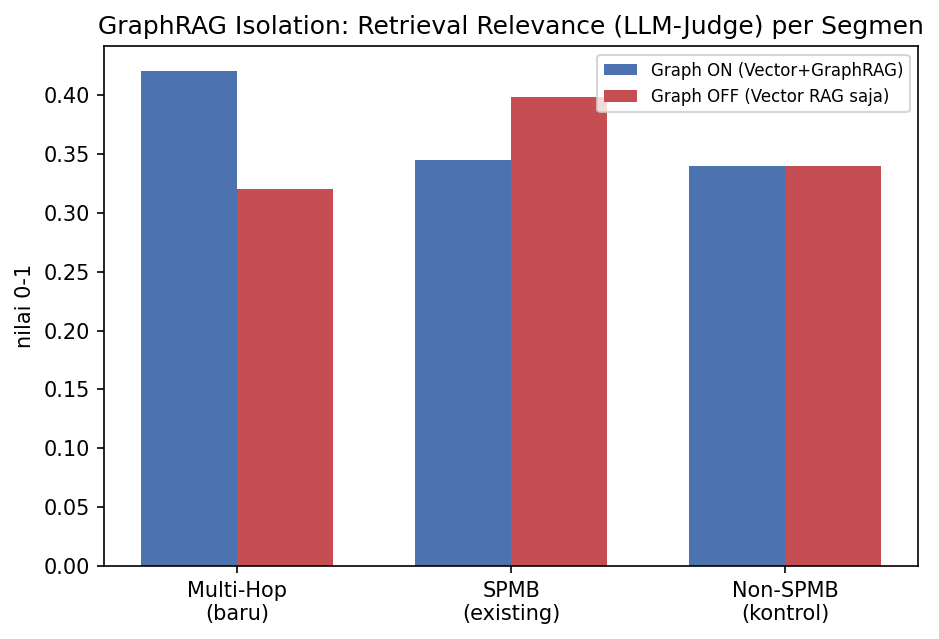 GraphRAG Isolation: Retrieval Relevance (LLM-Judge) per Segmen
Graph ON (Vector+GraphRAG)
Graph OFF (Vector RAG saja)
nilai 0-1
0.40
0.35
0.30
0.25
0.20
0.15
0.10
0.05
0.00
Multi-Hop
(baru)
SPMB
(existing)
Non-SPMB
(kontrol)